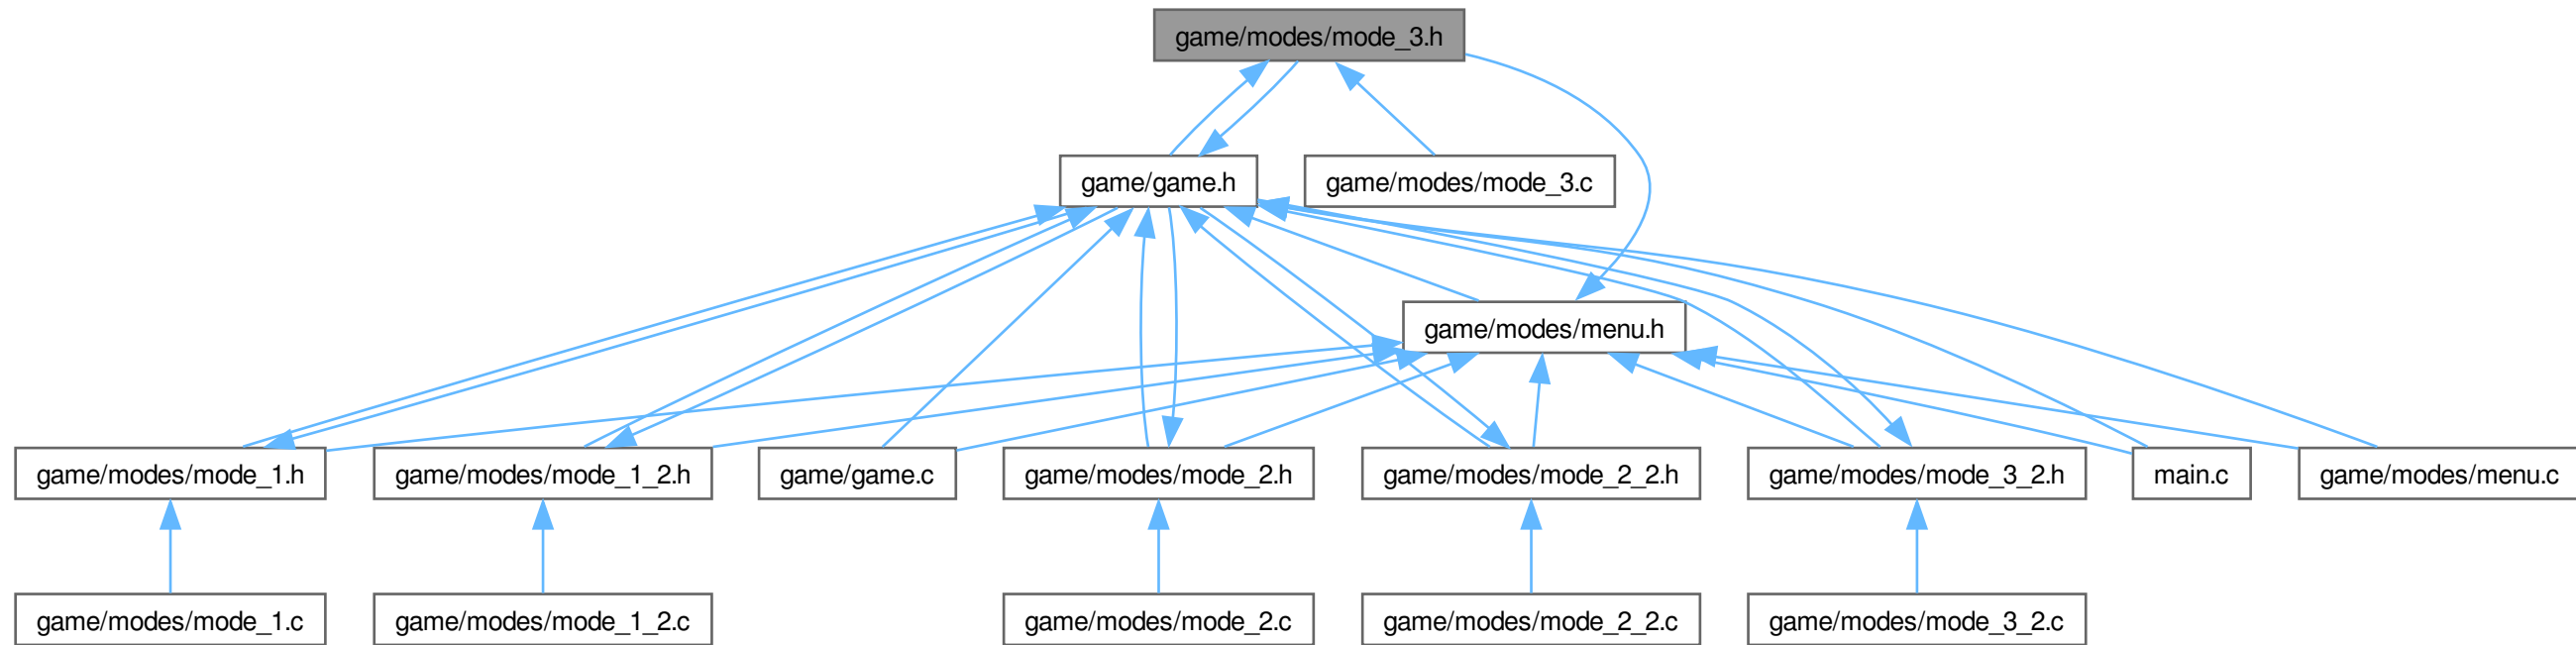 game/modes/mode_3.h
game/game.h
game/modes/mode_3.c
game/modes/menu.h
game/modes/mode_1.h
game/modes/mode_1_2.h
game/game.c
game/modes/mode_2.h
game/modes/mode_2_2.h
game/modes/mode_3_2.h
main.c
game/modes/menu.c
game/modes/mode_1.c
game/modes/mode_1_2.c
game/modes/mode_2.c
game/modes/mode_2_2.c
game/modes/mode_3_2.c